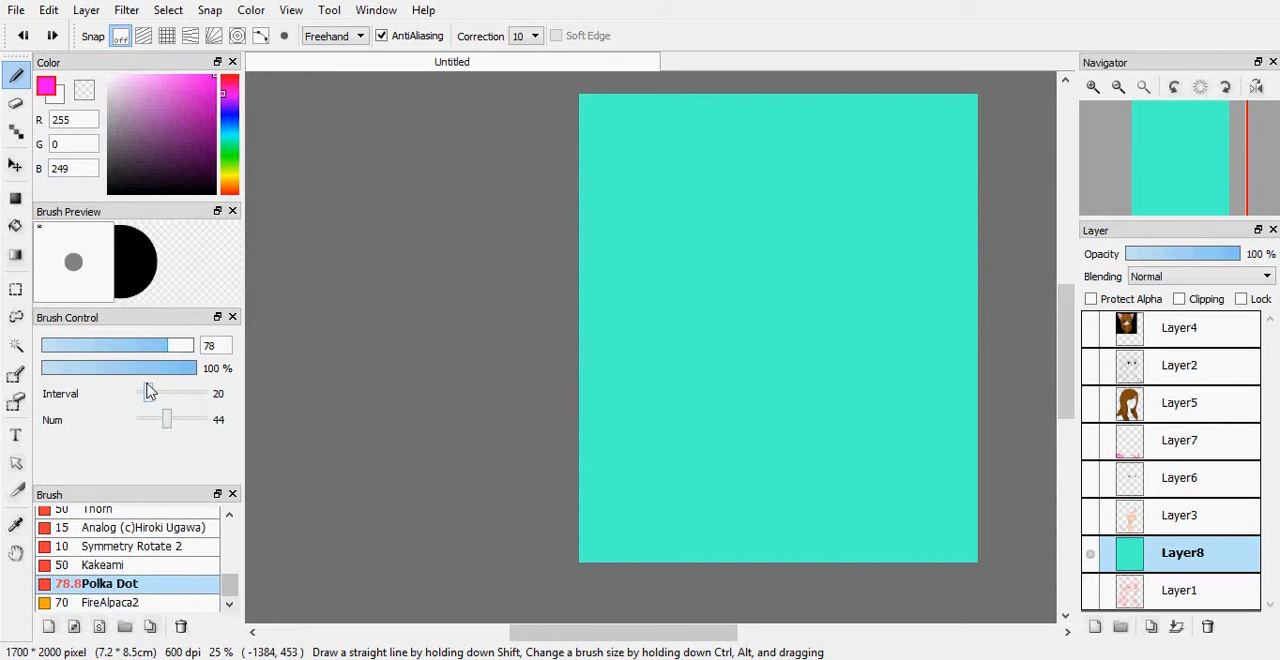 File Edit Layer Filter Select Snap Color View Tool Window Help
Snap off Freehand AntiAliasing Correction 10 Soft Edge
Color
Untitled
Navigator
R 255
G 0
B 249
Brush Preview
*
Layer
Opacity 100 %
Blending Normal
Protect Alpha Clipping Lock
Brush Control
78
100 %
Interval 20
Num 44
Layer4
Layer2
Layer5
Layer7
Layer6
Layer3
Layer8
Layer1
Brush
50 Thorn
15 Analog (c)Hiroki Ugawa)
10 Symmetry Rotate 2
50 Kakeami
78.8 Polka Dot
70 FireAlpaca2
T
1700 * 2000 pixel (7.2 * 8.5cm) 600 dpi 25 % ( -1384, 453 ) Draw a straight line by holding down Shift, Change a brush size by holding down Ctrl, Alt, and dragging